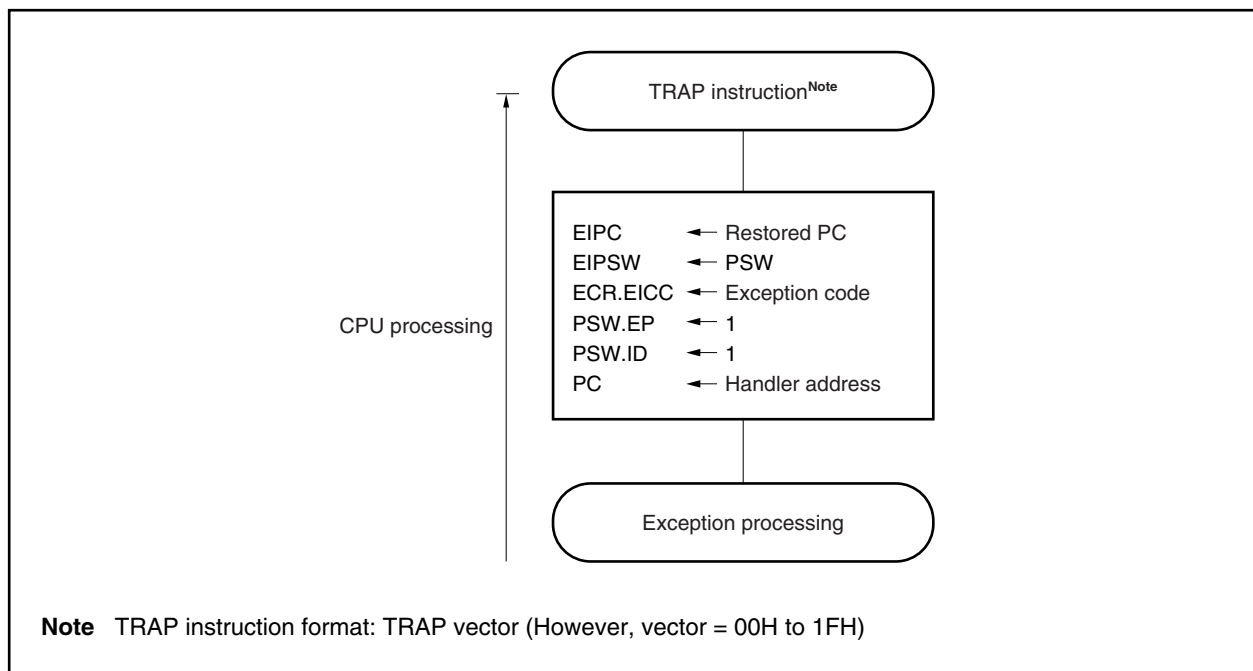 TRAP instructionNote
CPU processing
EIPC ← Restored PC
EIPSW ← PSW
ECR.EICC ← Exception code
PSW.EP ← 1
PSW.ID ← 1
PC ← Handler address
Exception processing
Note TRAP instruction format: TRAP vector (However, vector = 00H to 1FH)